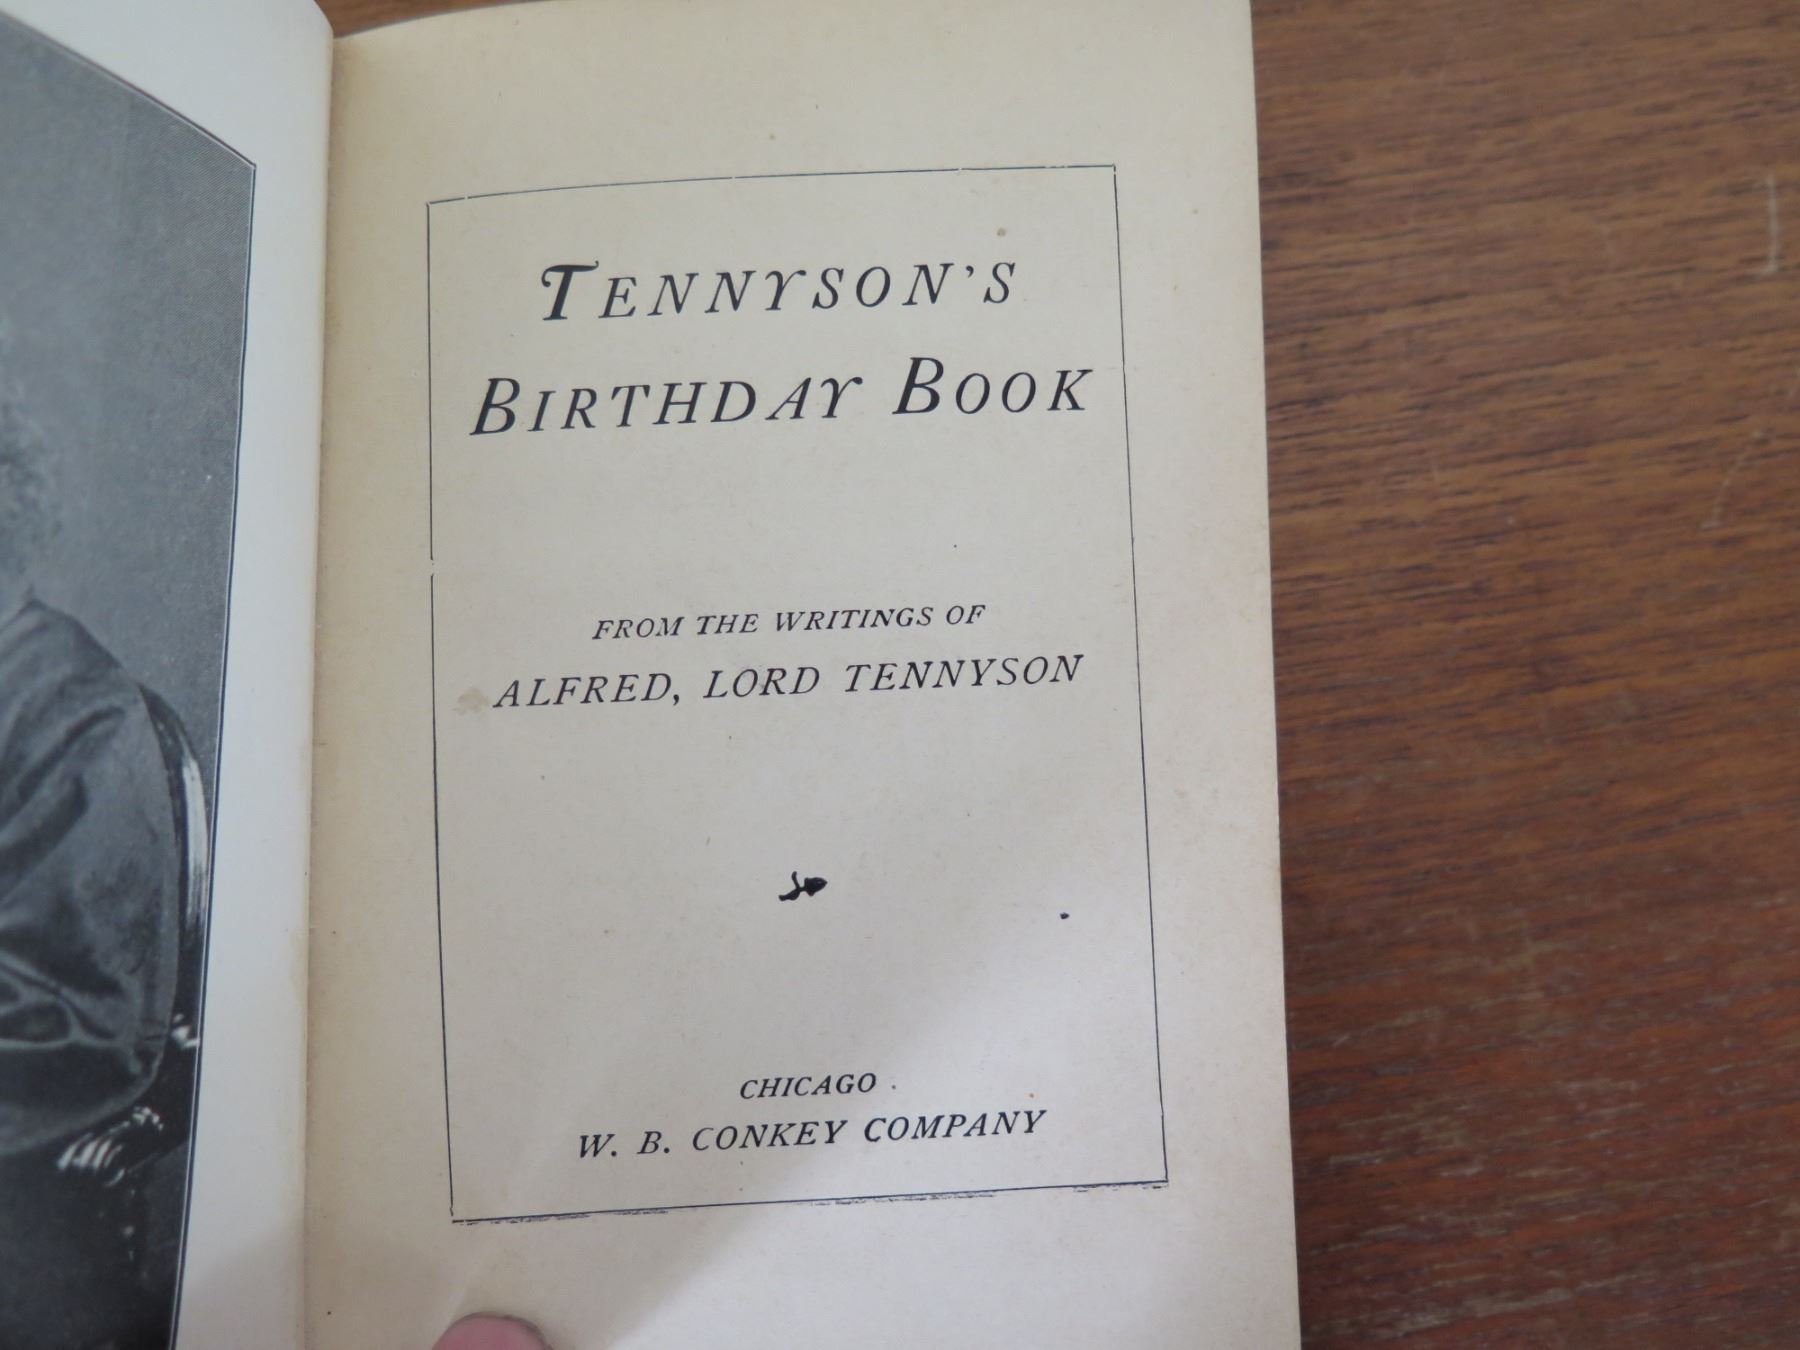 TENNYSON'S
BIRTHDAY BOOK
FROM THE WRITINGS OF
ALFRED, LORD TENNYSON
CHICAGO
W. B. CONKEY COMPANY